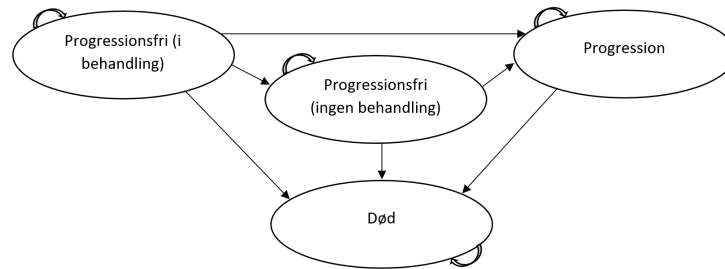 Progressionsfri (i
behandling)
Progressionsfri
(ingen behandling)
Progression
Død